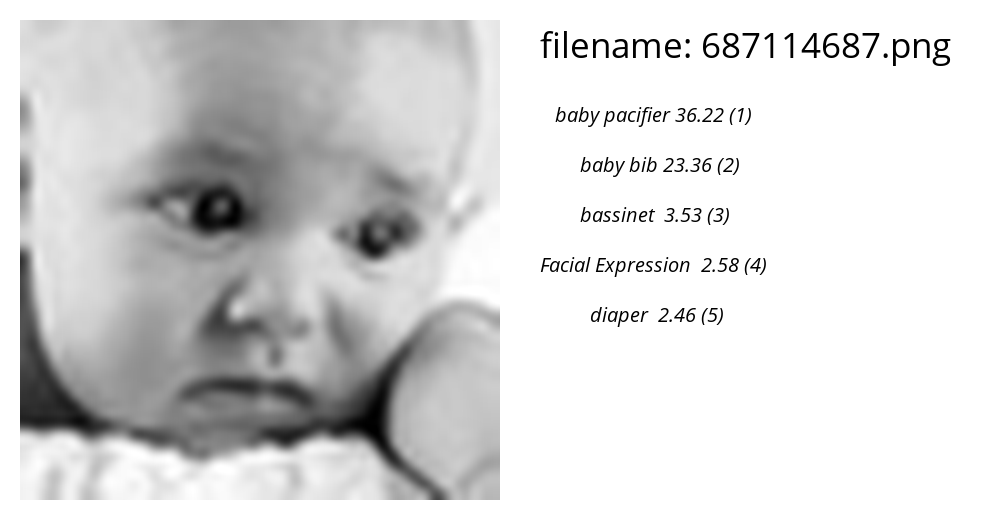 filename: 687114687.png
baby pacifier 36.22 (1)
baby bib 23.36 (2)
bassinet 3.53 (3)
Facial Expression 2.58 (4)
diaper 2.46 (5)